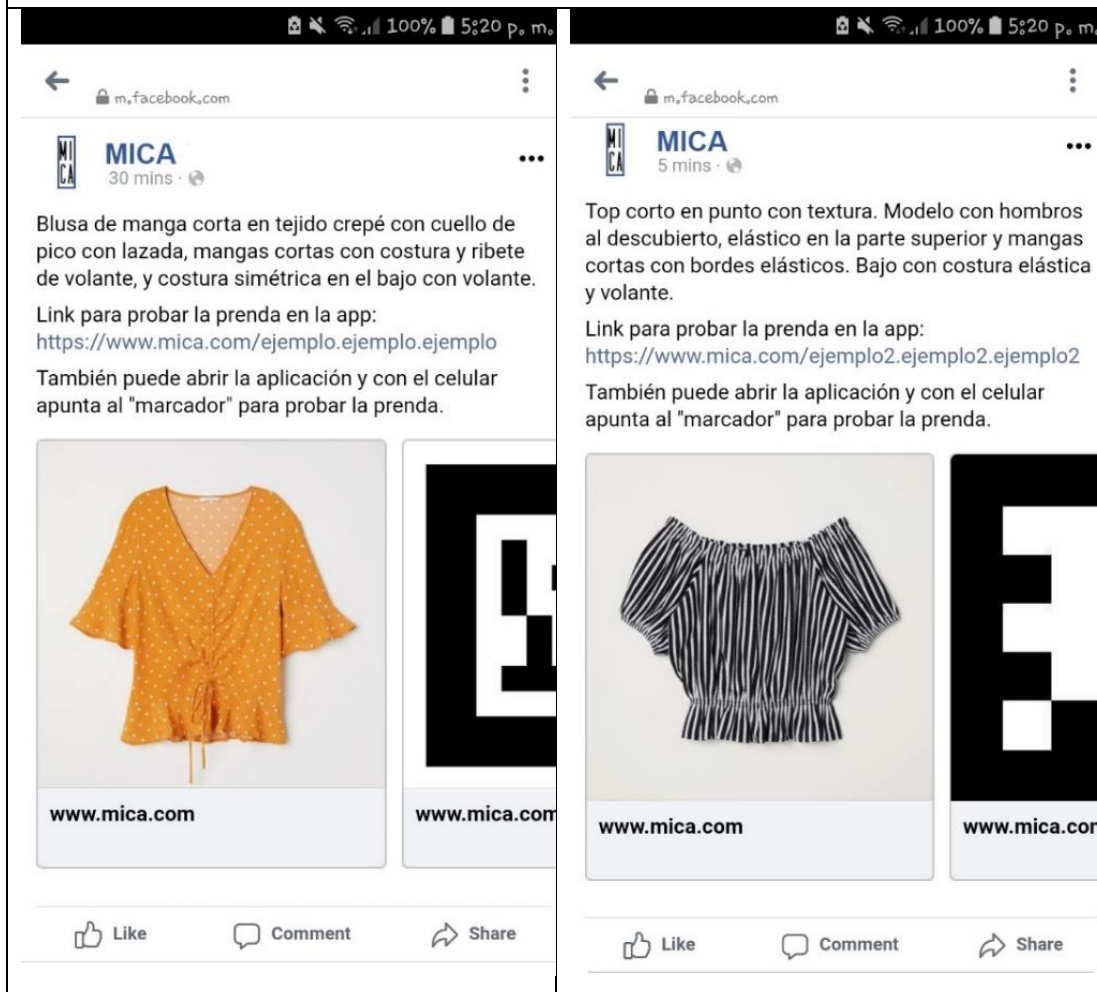 100% 5:20 p. m.
m.facebook.com
MI
CA
MICA
30 mins ·
Blusa de manga corta en tejido crepé con cuello de
pico con lazada, mangas cortas con costura y ribete
de volante, y costura simétrica en el bajo con volante.
Link para probar la prenda en la app:
https://www.mica.com/ejemplo.ejemplo.ejemplo
También puede abrir la aplicación y con el celular
apunta al "marcador" para probar la prenda.
www.mica.com
www.mica.com
Like Comment Share
100% 5:20 p. m.
m.facebook.com
MI
CA
MICA
5 mins ·
Top corto en punto con textura. Modelo con hombros
al descubierto, elástico en la parte superior y mangas
cortas con bordes elásticos. Bajo con costura elástica
y volante.
Link para probar la prenda en la app:
https://www.mica.com/ejemplo2.ejemplo2.ejemplo2
También puede abrir la aplicación y con el celular
apunta al "marcador" para probar la prenda.
www.mica.com
www.mica.com
Like Comment Share